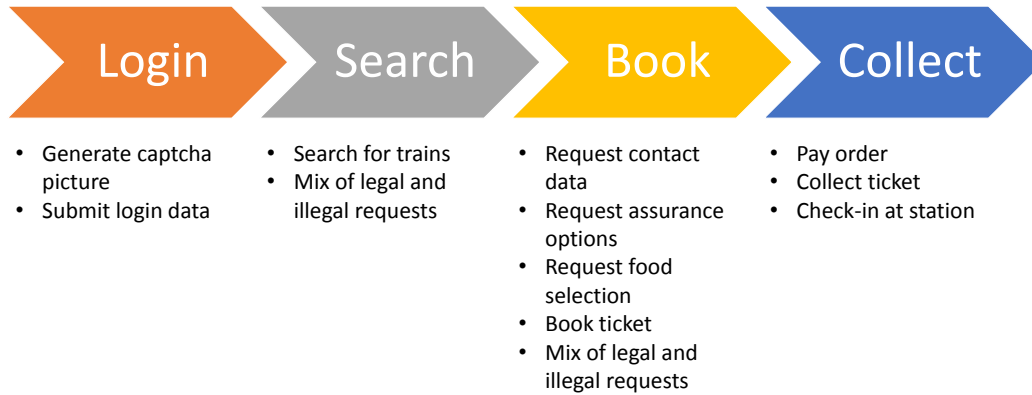 Login
Search
Book
Collect
• Generate captcha
picture
• Submit login data
• Search for trains
• Mix of legal and
illegal requests
• Request contact
data
• Request assurance
options
• Request food
selection
• Book ticket
• Mix of legal and
illegal requests
• Pay order
• Collect ticket
• Check-in at station